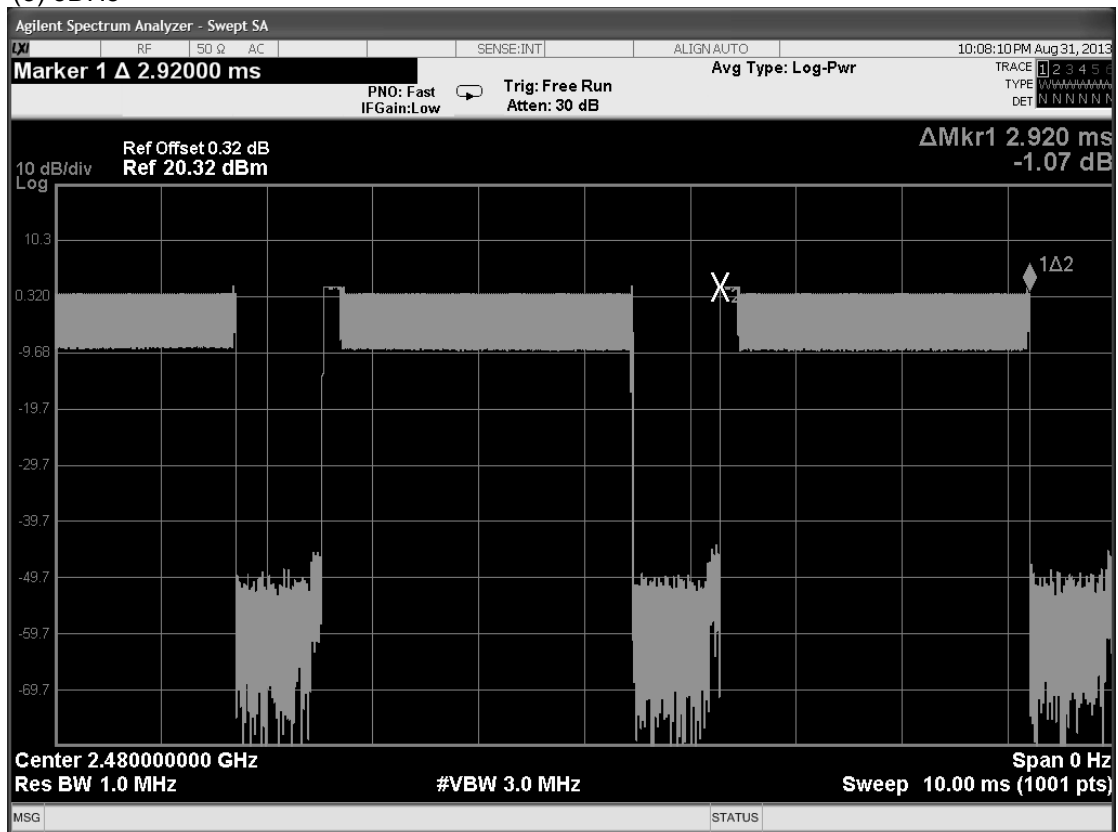 Agilent Spectrum Analyzer - Swept SA
LXI RF 50 Ω AC SENSE:INT ALIGN AUTO 10:08:10 PM Aug 31, 2013
Marker 1 Δ 2.92000 ms
PNO: Fast
IFGain:Low
Trig: Free Run
Atten: 30 dB
Avg Type: Log-Pwr
TRACE 1 2 3 4 5 6
TYPE
DET N N N N N N
ΔMkr1 2.920 ms
-1.07 dB
Ref Offset 0.32 dB
10 dB/div Ref 20.32 dBm
Log
10.3
1Δ2
0.320
-9.68
-19.7
-29.7
-39.7
-49.7
-59.7
-69.7
Center 2.480000000 GHz Span 0 Hz
Res BW 1.0 MHz #VBW 3.0 MHz Sweep 10.00 ms (1001 pts)
MSG STATUS